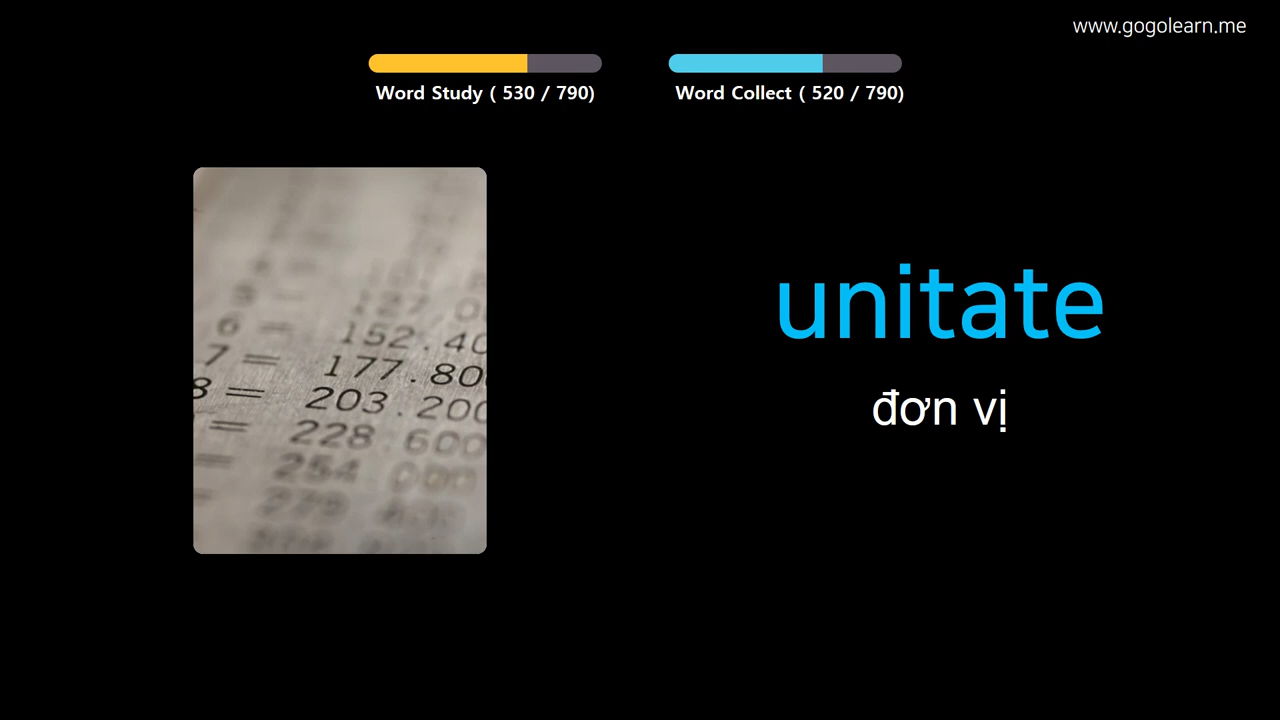 www.gogolearn.me
Word Study ( 530 / 790)
Word Collect ( 520 / 790)
6 = 152.40
7 = 177.80
8 = 203.200
= 228.600
= 254
unitate
đơn vị